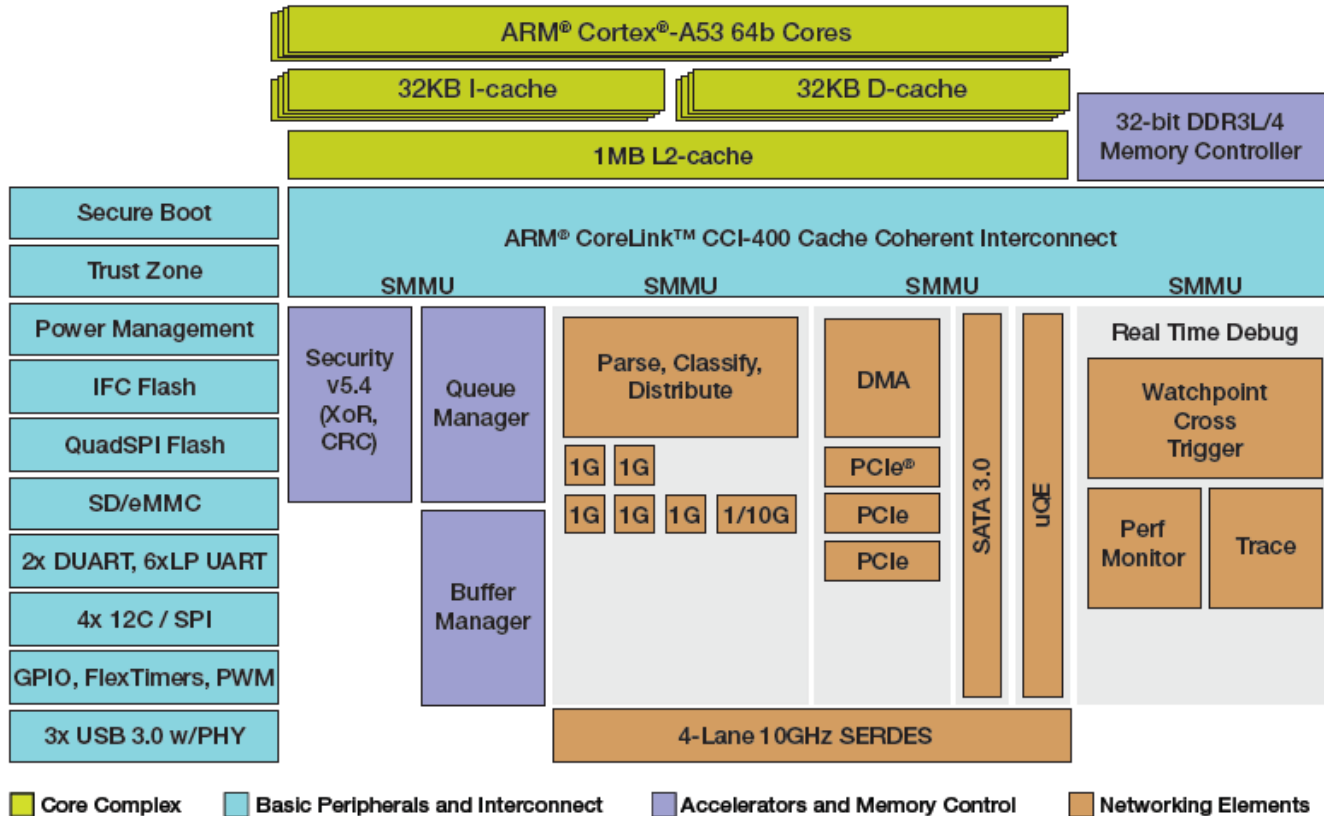 ARM® Cortex®-A53 64b Cores
32KB I-cache
32KB D-cache
1MB L2-cache
32-bit DDR3L/4
Memory Controller
Secure Boot
Trust Zone
Power Management
IFC Flash
QuadSPI Flash
SD/eMMC
2x DUART, 6xLP UART
4x 12C / SPI
GPIO, FlexTimers, PWM
3x USB 3.0 w/PHY
ARM® CoreLink™ CCI-400 Cache Coherent Interconnect
SMMU
SMMU
SMMU
SMMU
Security
v5.4
(XoR,
CRC)
Queue
Manager
Buffer
Manager
Parse, Classify,
Distribute
1G
1G
1G
1G
1G
1/10G
DMA
PCIe®
PCIe
PCIe
SATA 3.0
uQE
Real Time Debug
Watchpoint
Cross
Trigger
Perf
Monitor
Trace
4-Lane 10GHz SERDES
Core Complex
Basic Peripherals and Interconnect
Accelerators and Memory Control
Networking Elements